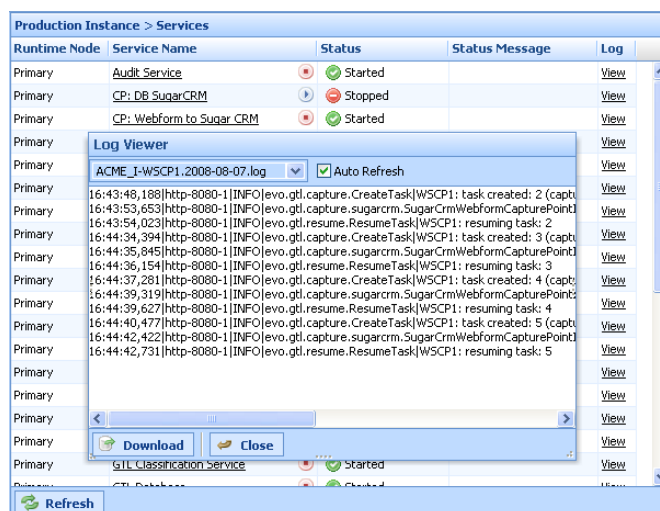 Production Instance > Services
Runtime Node Service Name Status Status Message Log
Primary Audit Service Started View
Primary CP: DB SugarCRM Stopped View
Primary CP: Webform to Sugar CRM Started View
Primary View
Log Viewer
Primary View
ACME_I-WSCP1.2008-08-07.log Auto Refresh
Primary View
16:43:48,188|http-8080-1|INFO|evo.gtl.capture.CreateTask|WSCP1: task created: 2 (captu
Primary 16:43:53,653|http-8080-1|INFO|evo.gtl.capture.sugarcrm.SugarCrmWebformCapturePointI View
16:43:54,023|http-8080-1|INFO|evo.gtl.resume.ResumeTask|WSCP1: resuming task: 2
Primary 16:44:34,394|http-8080-1|INFO|evo.gtl.capture.CreateTask|WSCP1: task created: 3 (captu View
16:44:35,845|http-8080-1|INFO|evo.gtl.capture.sugarcrm.SugarCrmWebformCapturePointI
Primary 16:44:36,154|http-8080-1|INFO|evo.gtl.resume.ResumeTask|WSCP1: resuming task: 3 View
Primary 16:44:37,281|http-8080-1|INFO|evo.gtl.capture.CreateTask|WSCP1: task created: 4 (captu View
16:44:39,319|http-8080-1|INFO|evo.gtl.capture.sugarcrm.SugarCrmWebformCapturePoint
Primary 16:44:39,627|http-8080-1|INFO|evo.gtl.resume.ResumeTask|WSCP1: resuming task: 4 View
16:44:40,477|http-8080-1|INFO|evo.gtl.capture.CreateTask|WSCP1: task created: 5 (captu
Primary 16:44:42,422|http-8080-1|INFO|evo.gtl.capture.sugarcrm.SugarCrmWebformCapturePointI View
16:44:42,731|http-8080-1|INFO|evo.gtl.resume.ResumeTask|WSCP1: resuming task: 5
Primary View
Primary View
Primary View
Primary View
Download Close
Primary GTL Classification Service Started View
Primary GTL Database Started View
Refresh